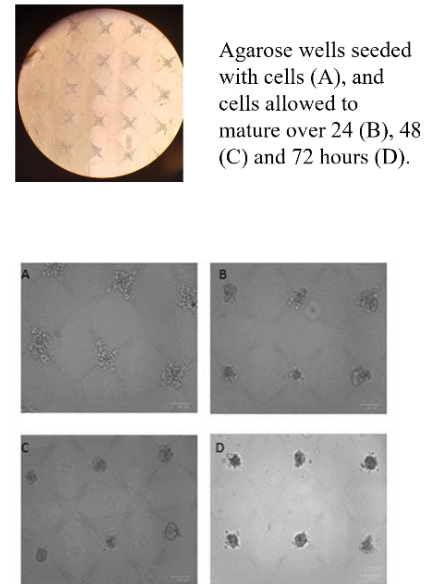 Agarose wells seeded
with cells (A), and
cells allowed to
mature over 24 (B), 48
(C) and 72 hours (D).
A
B
C
D